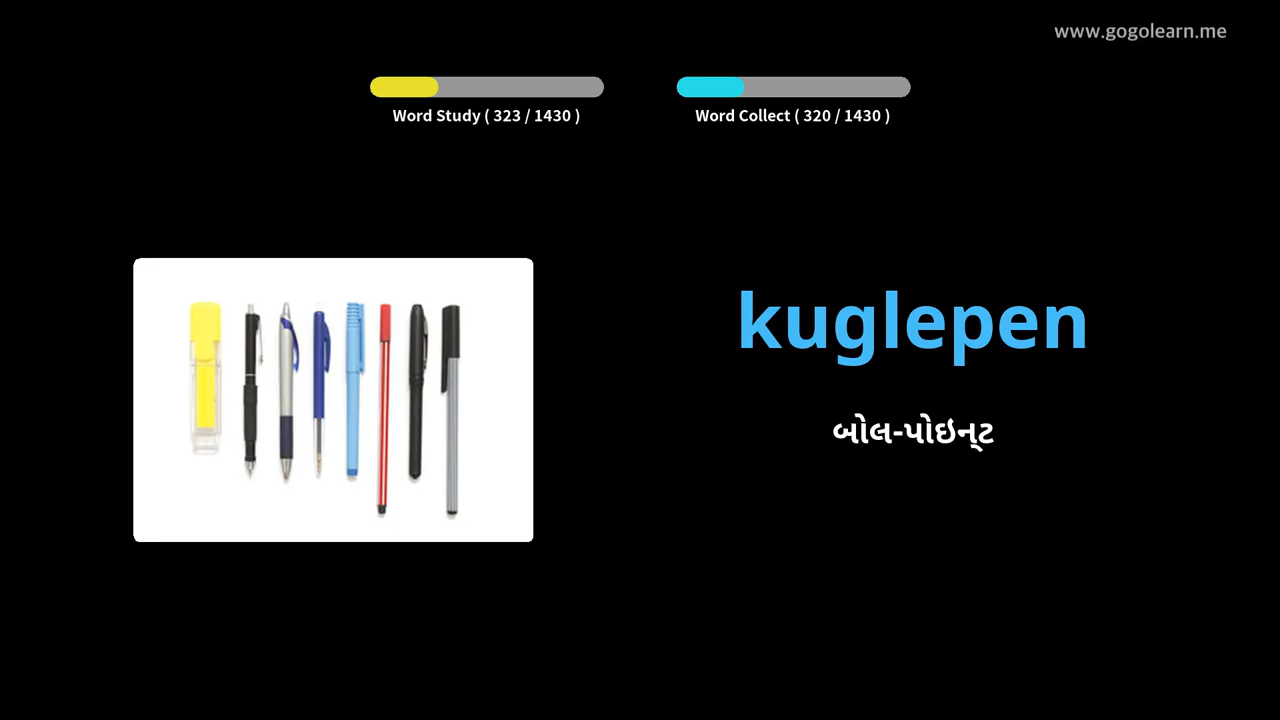 www.gogolearn.me
Word Study ( 323 / 1430 )
Word Collect ( 320 / 1430 )
kuglepen
બોલ-પોઇન્ટ